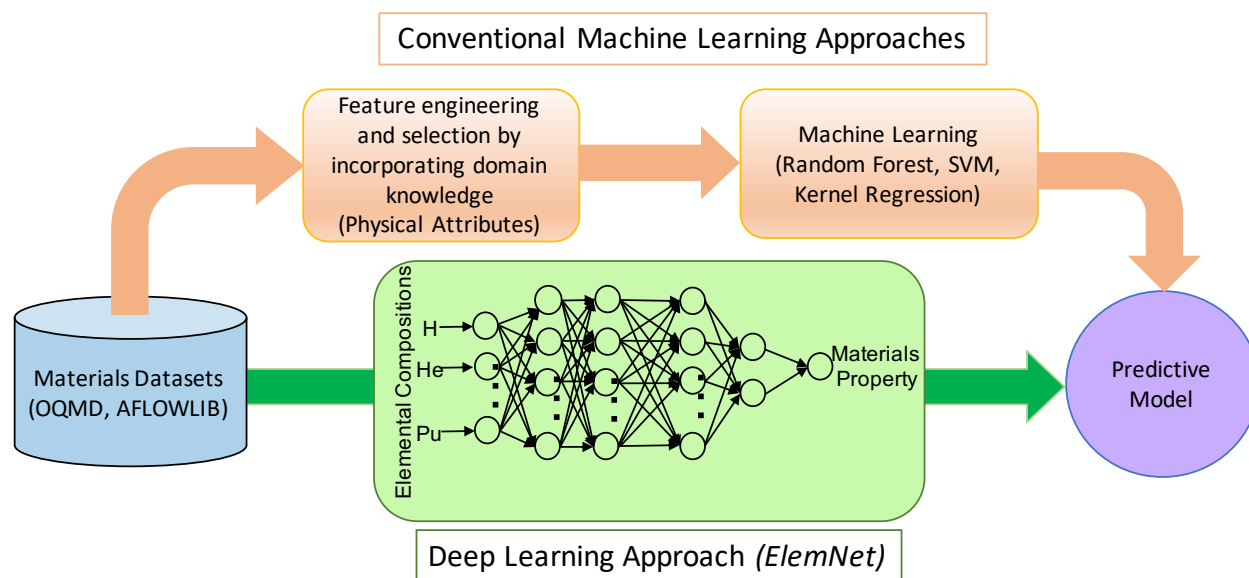 Conventional Machine Learning Approaches
Feature engineering
and selection by
incorporating domain
knowledge
(Physical Attributes)
Machine Learning
(Random Forest, SVM,
Kernel Regression)
Materials Datasets
(OQMD, AFLOWLIB)
Elemental Compositions
H
He
Pu
Materials
Property
Predictive
Model
Deep Learning Approach (ElemNet)